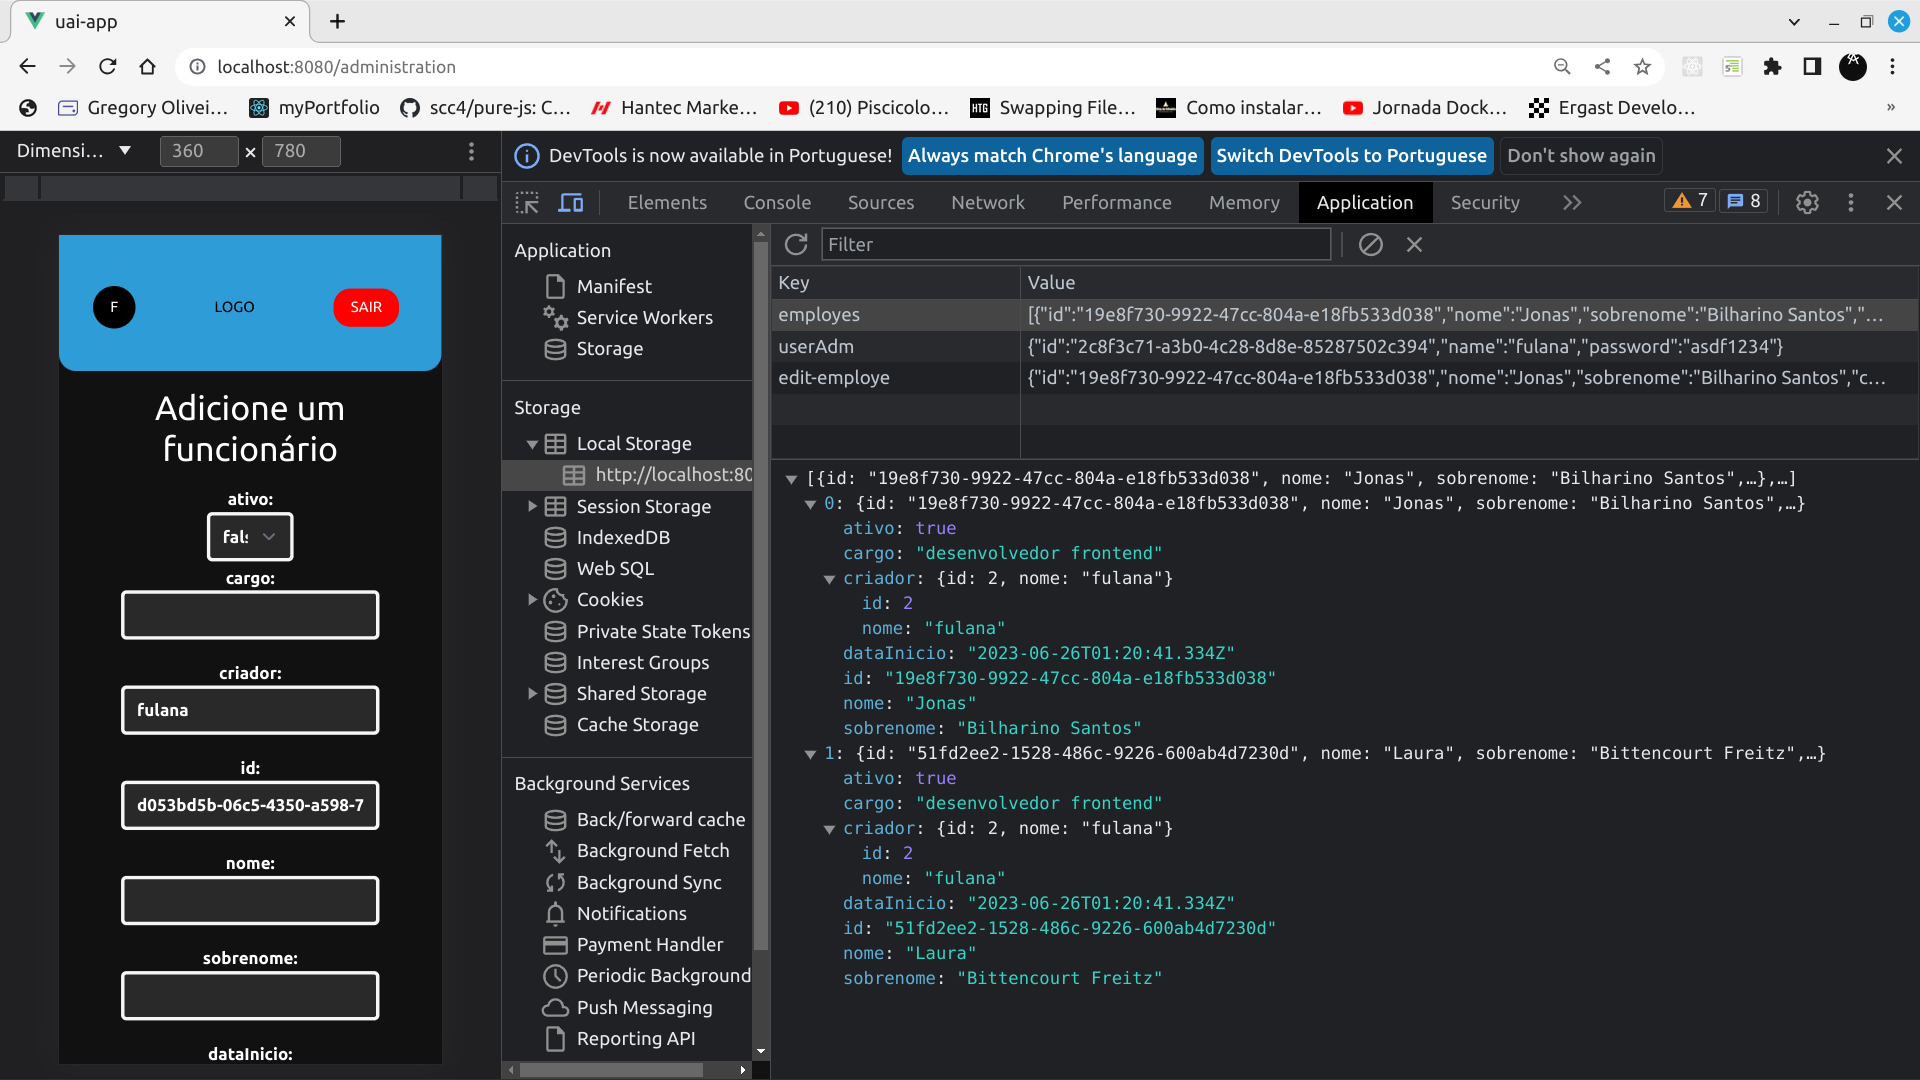 uai-app
localhost:8080/administration
Gregory Olivei...
myPortfolio
scc4/pure-js: C...
Hantec Marke...
(210) Piscicolo...
HTG
Swapping File...
Como instalar...
Jornada Dock...
Ergast Develo...
»
Dimensi...
360
×
780
DevTools is now available in Portuguese!
Always match Chrome's language
Switch DevTools to Portuguese
Don't show again
Elements
Console
Sources
Network
Performance
Memory
Application
Security
7
8
F
LOGO
SAIR
Adicione um
funcionário
ativo:
fals
cargo:
criador:
fulana
id:
d053bd5b-06c5-4350-a598-7
nome:
sobrenome:
dataInicio:
Application
Manifest
Service Workers
Storage
Storage
Local Storage
http://localhost:80
Session Storage
IndexedDB
Web SQL
Cookies
Private State Tokens
Interest Groups
Shared Storage
Cache Storage
Background Services
Back/forward cache
Background Fetch
Background Sync
Notifications
Payment Handler
Periodic Background
Push Messaging
Reporting API
Filter
Key
Value
employes
[{"id":"19e8f730-9922-47cc-804a-e18fb533d038","nome":"Jonas","sobrenome":"Bilharino Santos","...
userAdm
{"id":"2c8f3c71-a3b0-4c28-8d8e-85287502c394","name":"fulana","password":"asdf1234"}
edit-employe
{"id":"19e8f730-9922-47cc-804a-e18fb533d038","nome":"Jonas","sobrenome":"Bilharino Santos","c...
[{id: "19e8f730-9922-47cc-804a-e18fb533d038", nome: "Jonas", sobrenome: "Bilharino Santos",…},…]
0: {id: "19e8f730-9922-47cc-804a-e18fb533d038", nome: "Jonas", sobrenome: "Bilharino Santos",…}
ativo: true
cargo: "desenvolvedor frontend"
criador: {id: 2, nome: "fulana"}
id: 2
nome: "fulana"
dataInicio: "2023-06-26T01:20:41.334Z"
id: "19e8f730-9922-47cc-804a-e18fb533d038"
nome: "Jonas"
sobrenome: "Bilharino Santos"
1: {id: "51fd2ee2-1528-486c-9226-600ab4d7230d", nome: "Laura", sobrenome: "Bittencourt Freitz",…}
ativo: true
cargo: "desenvolvedor frontend"
criador: {id: 2, nome: "fulana"}
id: 2
nome: "fulana"
dataInicio: "2023-06-26T01:20:41.334Z"
id: "51fd2ee2-1528-486c-9226-600ab4d7230d"
nome: "Laura"
sobrenome: "Bittencourt Freitz"